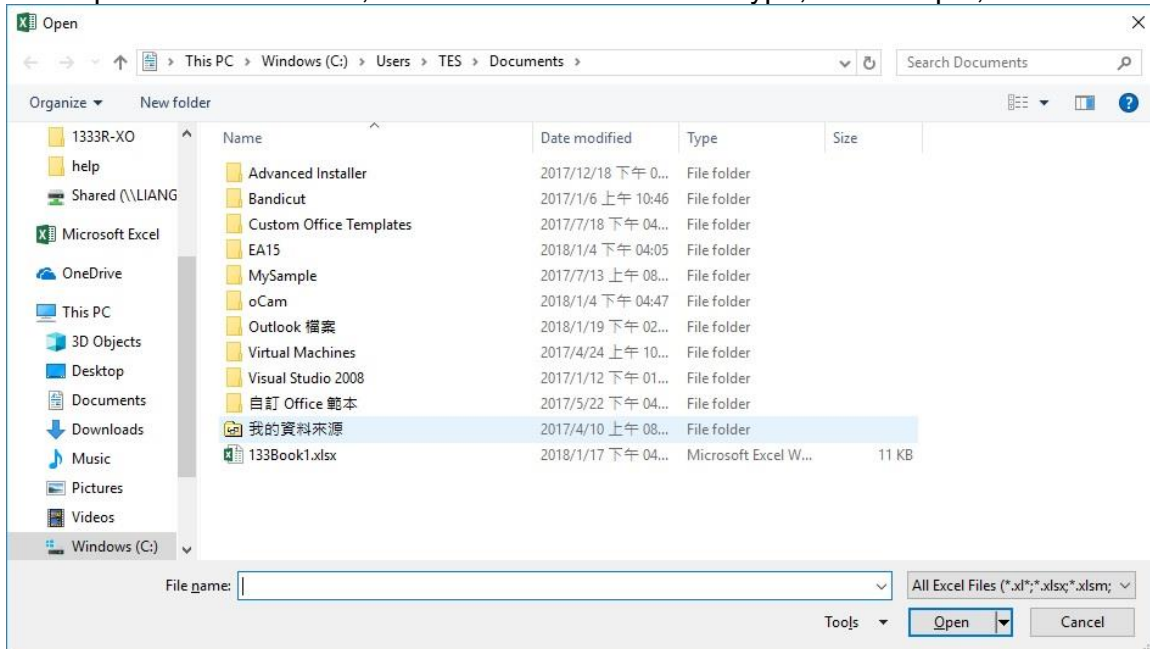 Open
This PC > Windows (C:) > Users > TES > Documents >
Search Documents
Organize
New folder
1333R-XO
help
Shared (\\LIANG
Microsoft Excel
OneDrive
This PC
3D Objects
Desktop
Documents
Downloads
Music
Pictures
Videos
Windows (C:)
Name Date modified Type Size
Advanced Installer 2017/12/18 下午 0... File folder
Bandicut 2017/1/6 上午 10:46 File folder
Custom Office Templates 2017/7/18 下午 04... File folder
EA15 2018/1/4 下午 04:05 File folder
MySample 2017/7/13 上午 08... File folder
oCam 2018/1/4 下午 04:47 File folder
Outlook 檔案 2018/1/19 下午 02... File folder
Virtual Machines 2017/4/24 上午 10... File folder
Visual Studio 2008 2017/1/12 下午 01... File folder
自訂 Office 範本 2017/5/22 下午 04... File folder
我的資料來源 2017/4/10 上午 08... File folder
133Book1.xlsx 2018/1/17 下午 04... Microsoft Excel W... 11 KB
File name:
All Excel Files (*.xl*;*.xlsx;*.xlsm;
Tools
Open
Cancel